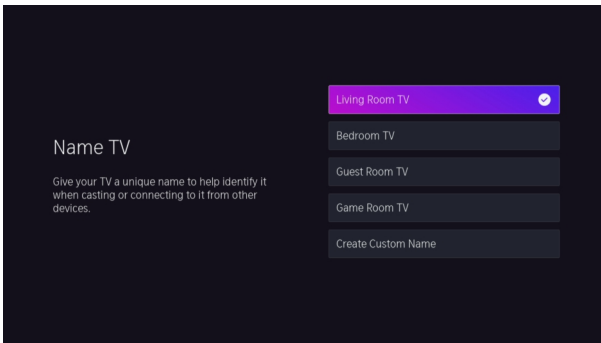 Name TV
Give your TV a unique name to help identify it
when casting or connecting to it from other
devices.
Living Room TV
Bedroom TV
Guest Room TV
Game Room TV
Create Custom Name